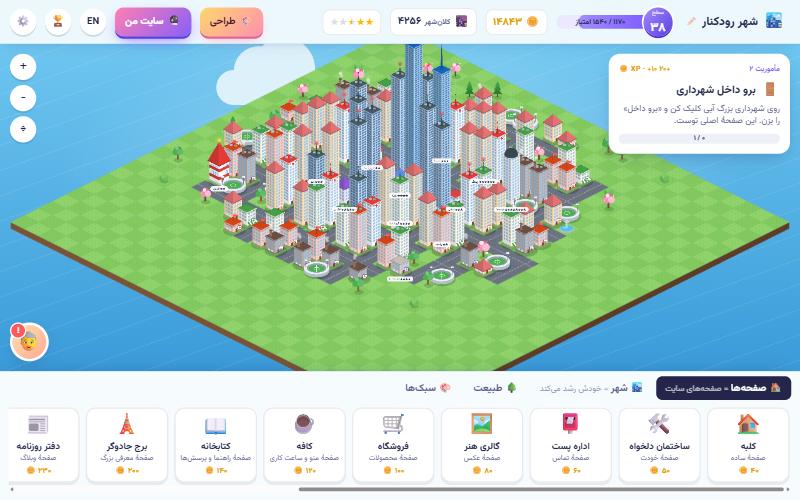 شهر رودکنار
سطح ۳۸
۱۱۷۰ / ۱۵۴۰ امتیاز
۱۴۸۴۳
کلان‌شهر ۴۲۵۶
طراحی
سایت من
EN
مأموریت ۲
XP · +۱۰ ۲۰+
برو داخل شهرداری
روی شهرداری بزرگ آبی کلیک کن و «برو داخل»
را بزن. این صفحهٔ اصلی توست.
۱ / ۰
صفحه‌ها = صفحه‌های سایت
شهر = خودش رشد می‌کند
طبیعت
سبک‌ها
کلبه
صفحهٔ ساده
۴۰
ساختمان دلخواه
صفحهٔ خودت
۵۰
اداره پست
صفحهٔ تماس
۶۰
گالری هنر
صفحهٔ عکس
۸۰
فروشگاه
صفحهٔ محصولات
۱۰۰
کافه
صفحهٔ منو و ساعت کاری
۱۲۰
کتابخانه
صفحهٔ راهنما و پرسش‌ها
۱۴۰
برج جادوگر
صفحهٔ معرفی بزرگ
۲۰۰
دفتر روزنامه
صفحهٔ وبلاگ
۲۳۰